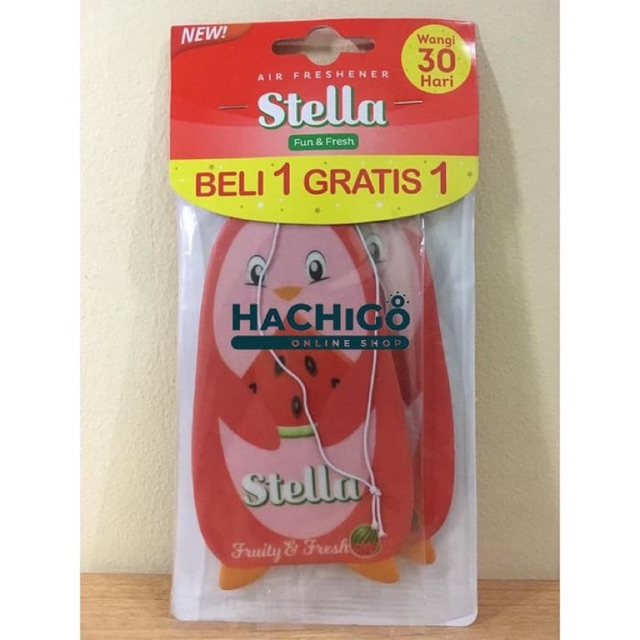 NEW!
Wangi
30
Hari
AIR FRESHENER
Stella
Fun & Fresh
BELI 1 GRATIS 1
HACHiGO
ONLINE SHOP
Stella
Fruity & Fresh